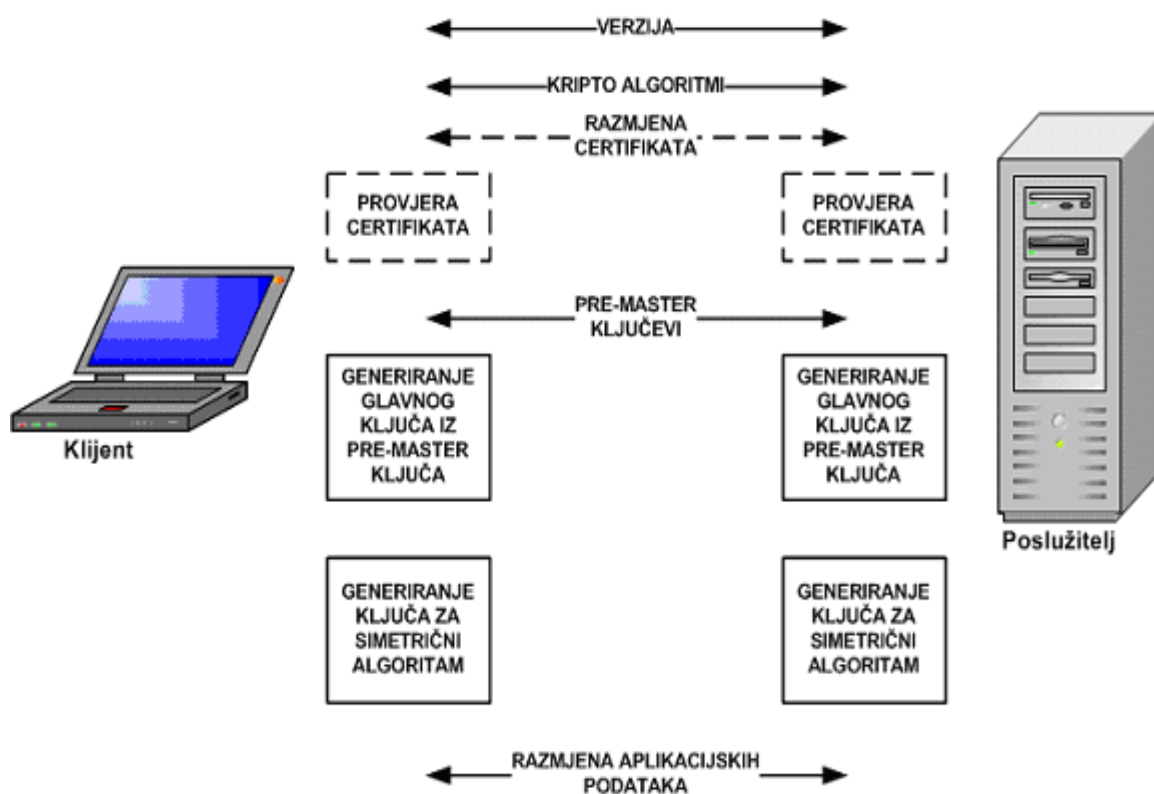 VERZIJA
KRIPTO ALGORITMI
RAZMJENA
CERTIFIKATA
PROVJERA
CERTIFIKATA
PROVJERA
CERTIFIKATA
PRE-MASTER
KLJUČEVI
GENERIRANJE
GLAVNOG
KLJUČA IZ
PRE-MASTER
KLJUČA
GENERIRANJE
GLAVNOG
KLJUČA IZ
PRE-MASTER
KLJUČA
Klijent
Poslužitelj
GENERIRANJE
KLJUČA ZA
SIMETRIČNI
ALGORITAM
GENERIRANJE
KLJUČA ZA
SIMETRIČNI
ALGORITAM
RAZMJENA APLIKACIJSKIH
PODATAKA